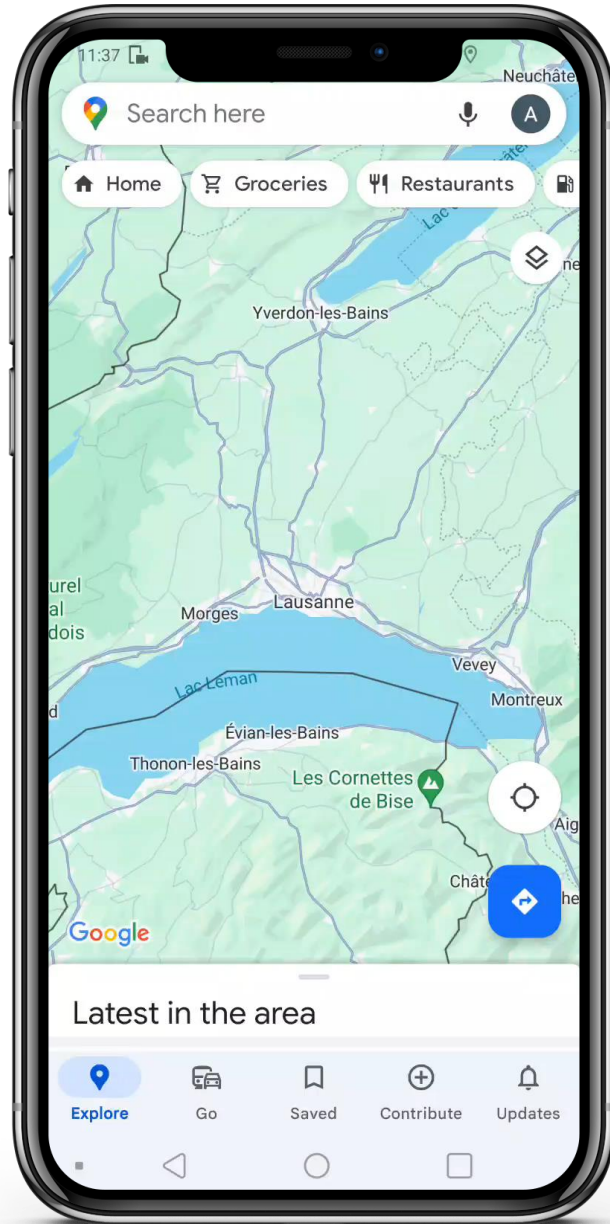 11:37
Neuchâte
Search here
A
Home
Groceries
Restaurants
Lac
ne
Yverdon-les-Bains
urel
al
dois
Morges
Lausanne
Vevey
Lac Léman
Montreux
d
Évian-les-Bains
Thonon-les-Bains
Les Cornettes
de Bise
Aig
Chât
he
Google
Latest in the area
Explore
Go
Saved
Contribute
Updates